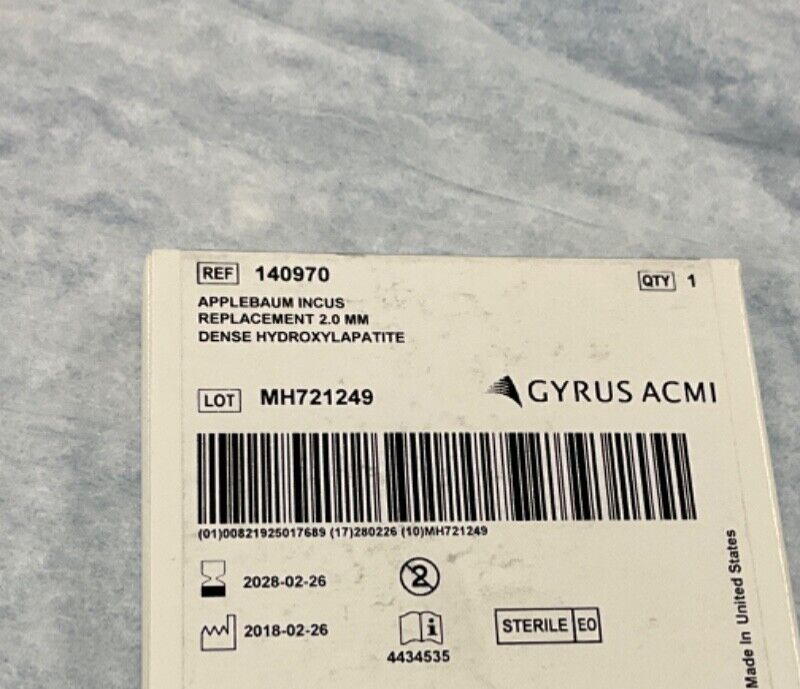 REF 140970
QTY 1
APPLEBAUM INCUS
REPLACEMENT 2.0 MM
DENSE HYDROXYLAPATITE
LOT MH721249
GYRUS ACMI
(01)00821925017689 (17)280226 (10)MH721249
2028-02-26
2
2018-02-26
i
STERILE EO
4434535
Made In United States